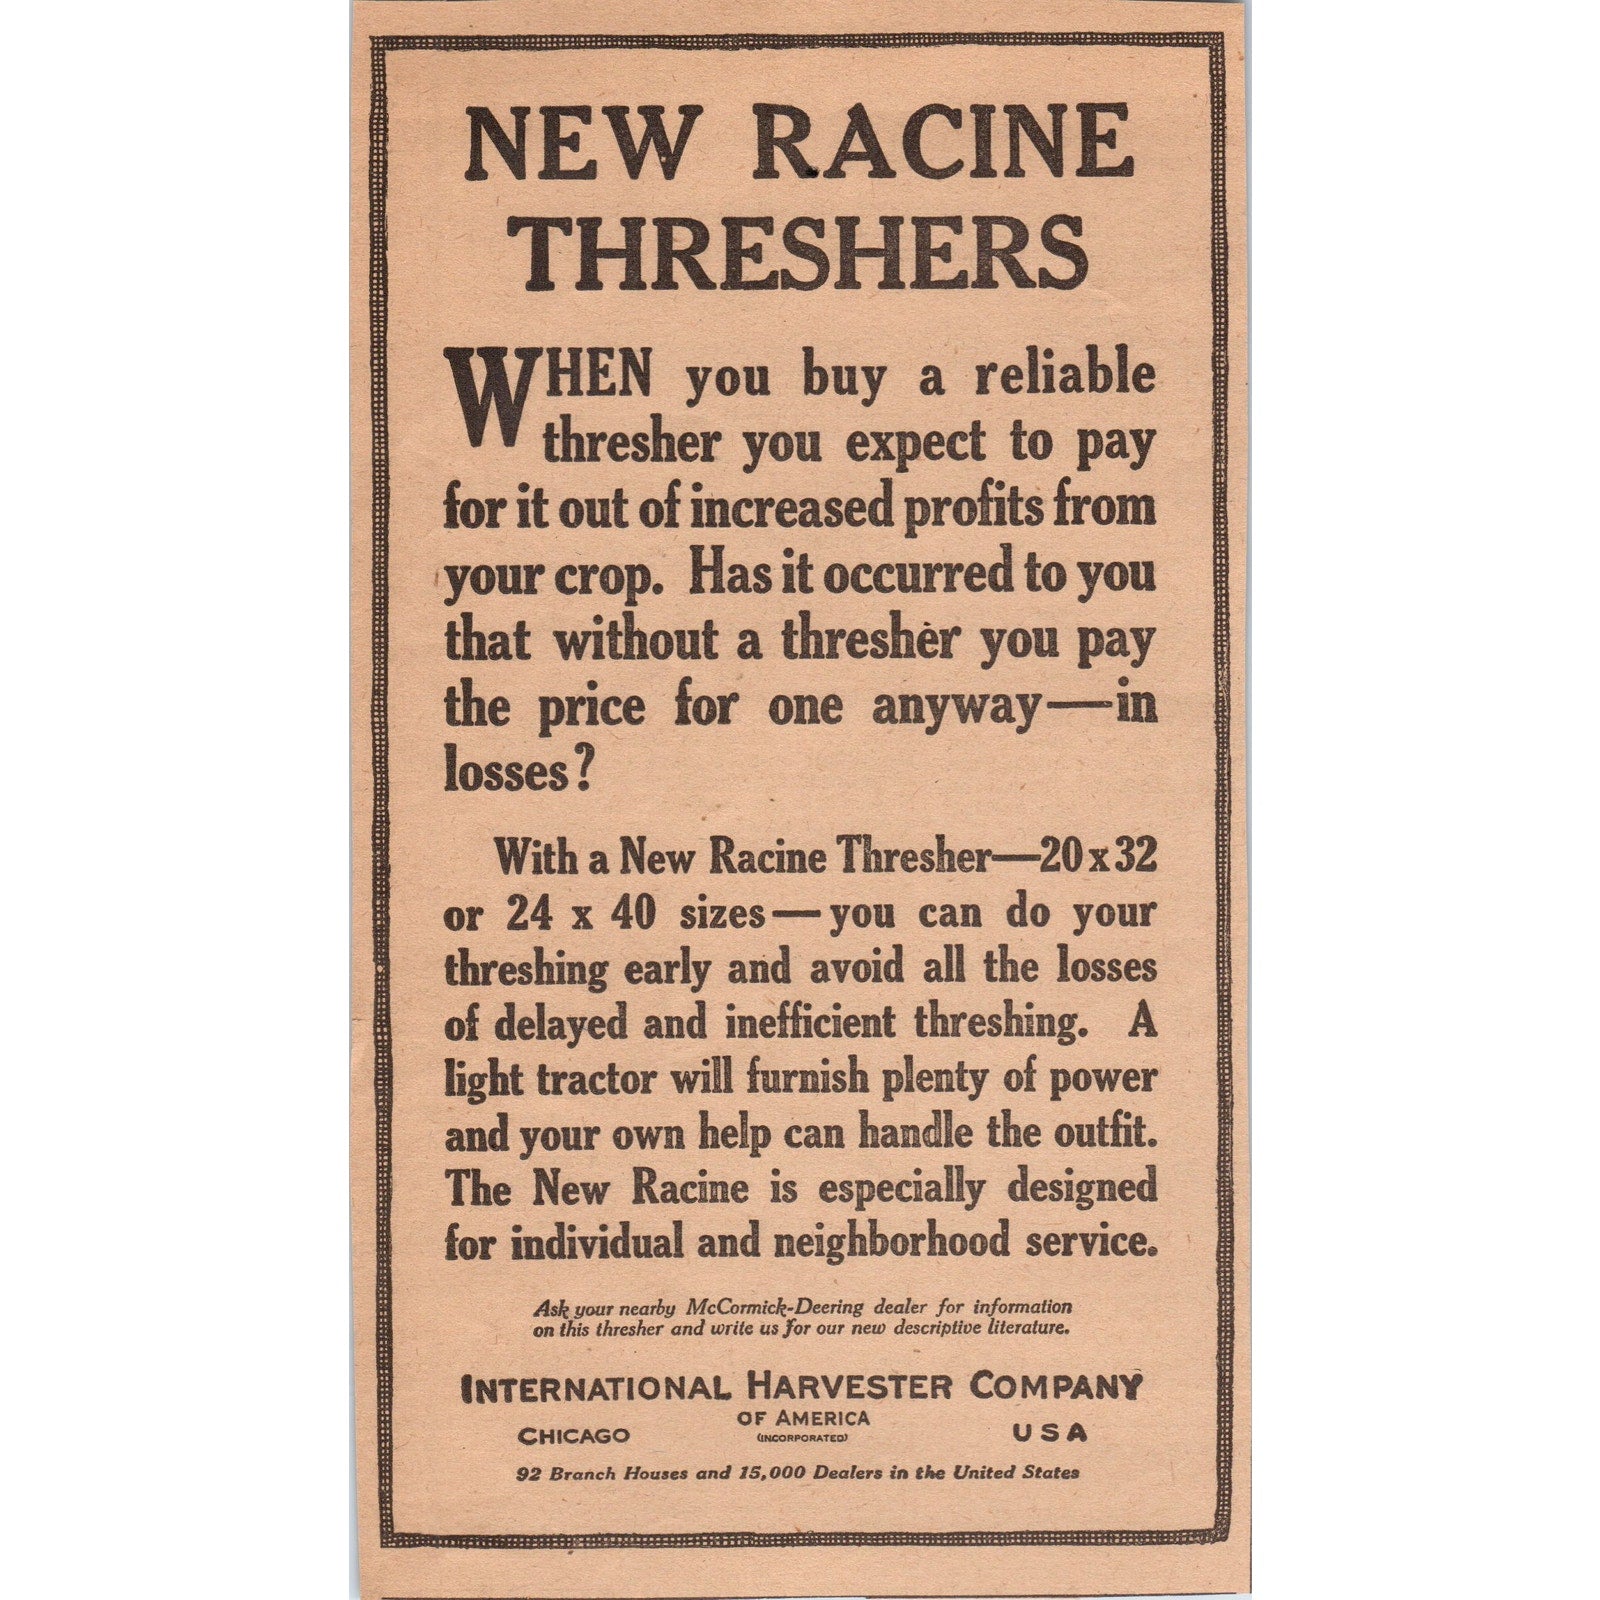 NEW RACINE
THRESHERS
WHEN you buy a reliable
thresher you expect to pay
for it out of increased profits from
your crop. Has it occurred to you
that without a thresher you pay
the price for one anyway—in
losses?
With a New Racine Thresher—20x32
or 24 x 40 sizes—you can do your
threshing early and avoid all the losses
of delayed and inefficient threshing. A
light tractor will furnish plenty of power
and your own help can handle the outfit.
The New Racine is especially designed
for individual and neighborhood service.
Ask your nearby McCormick-Deering dealer for information
on this thresher and write us for our new descriptive literature.
INTERNATIONAL HARVESTER COMPANY
OF AMERICA
CHICAGO (INCORPORATED) USA
92 Branch Houses and 15,000 Dealers in the United States